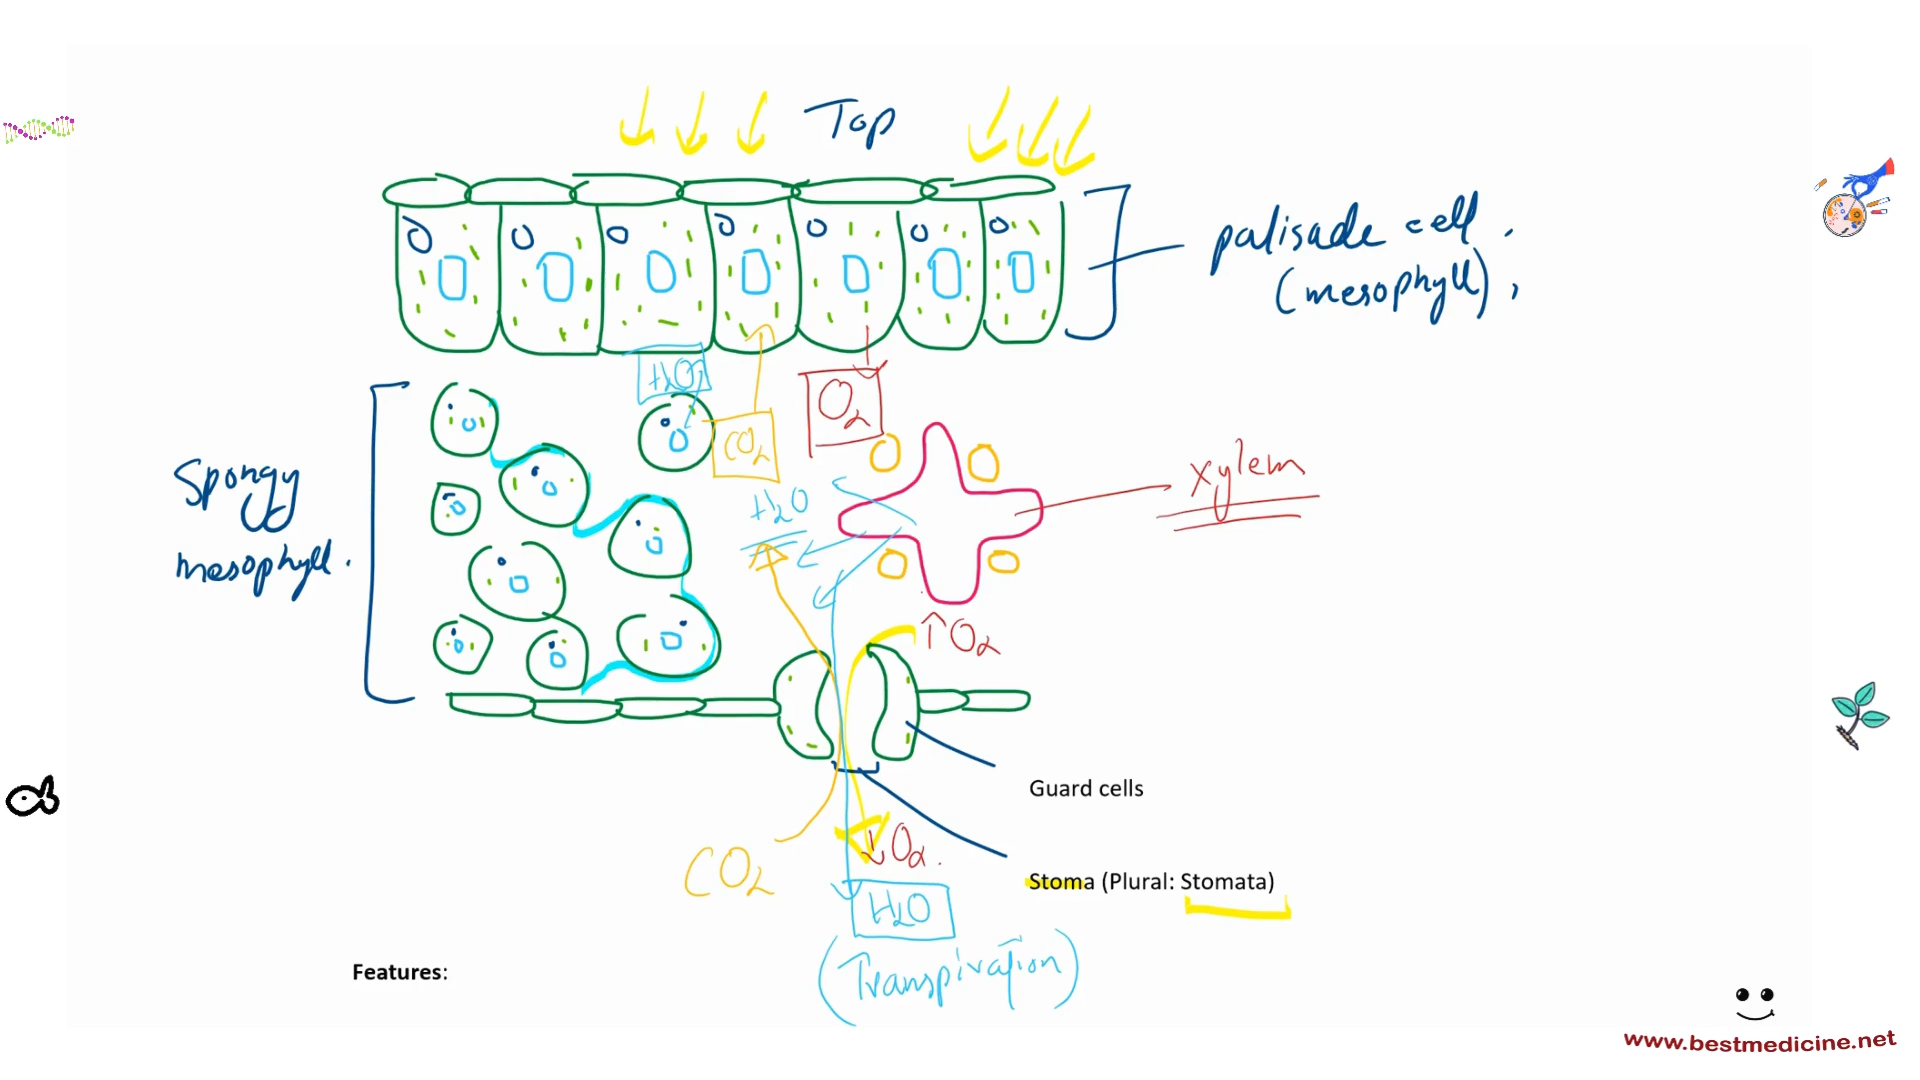 Top
palisade cell.
(mesophyll),
H2O
O2
CO2
Spongy
mesophyll.
xylem
H2O
↑O2
Guard cells
CO2
↓O2.
Stoma (Plural: Stomata)
H2O
(Transpiration)
Features:
www.bestmedicine.net